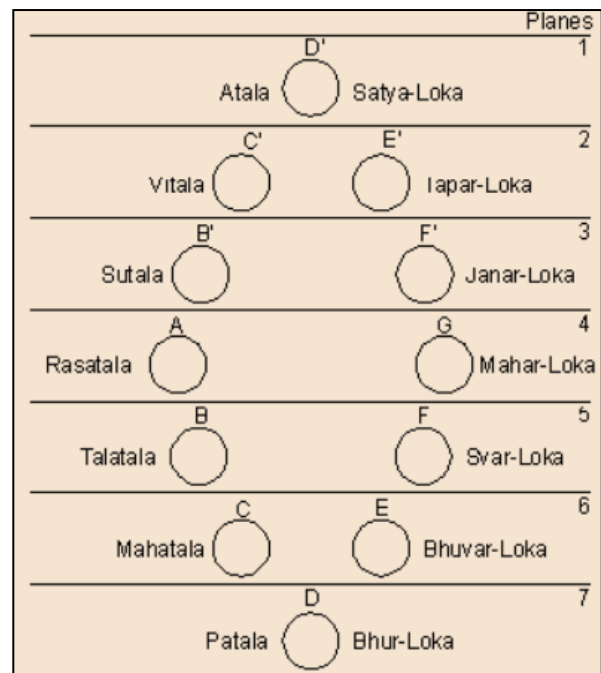 Planes
D' 1
Atala Satya-Loka
C' E' 2
Vitala Tapar-Loka
B' F' 3
Sutala Janar-Loka
A G 4
Rasatala Mahar-Loka
B F 5
Talatala Svar-Loka
C E 6
Mahatala Bhuvar-Loka
D 7
Patala Bhur-Loka